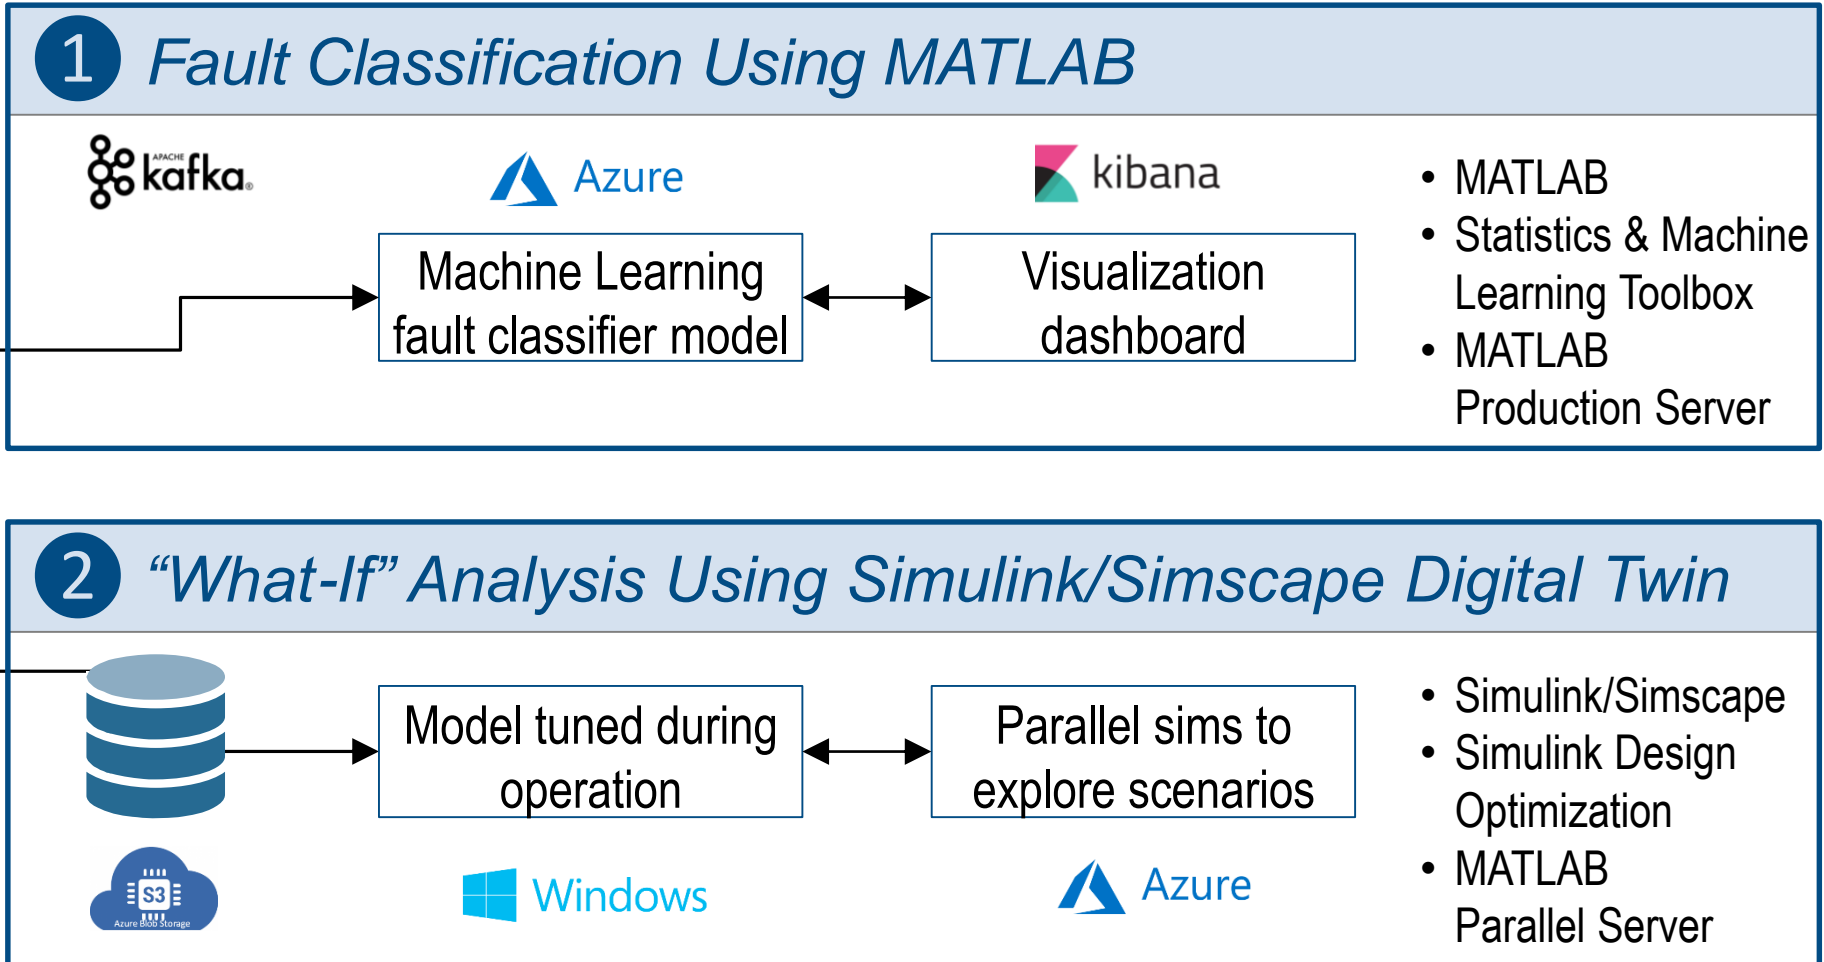 1 Fault Classification Using MATLAB
APACHE
kafka®
Azure
kibana
Machine Learning
fault classifier model
Visualization
dashboard
• MATLAB
• Statistics & Machine
Learning Toolbox
• MATLAB
Production Server
2 “What-If” Analysis Using Simulink/Simscape Digital Twin
Model tuned during
operation
Parallel sims to
explore scenarios
S3
Azure Blob Storage
Windows
Azure
• Simulink/Simscape
• Simulink Design
Optimization
• MATLAB
Parallel Server